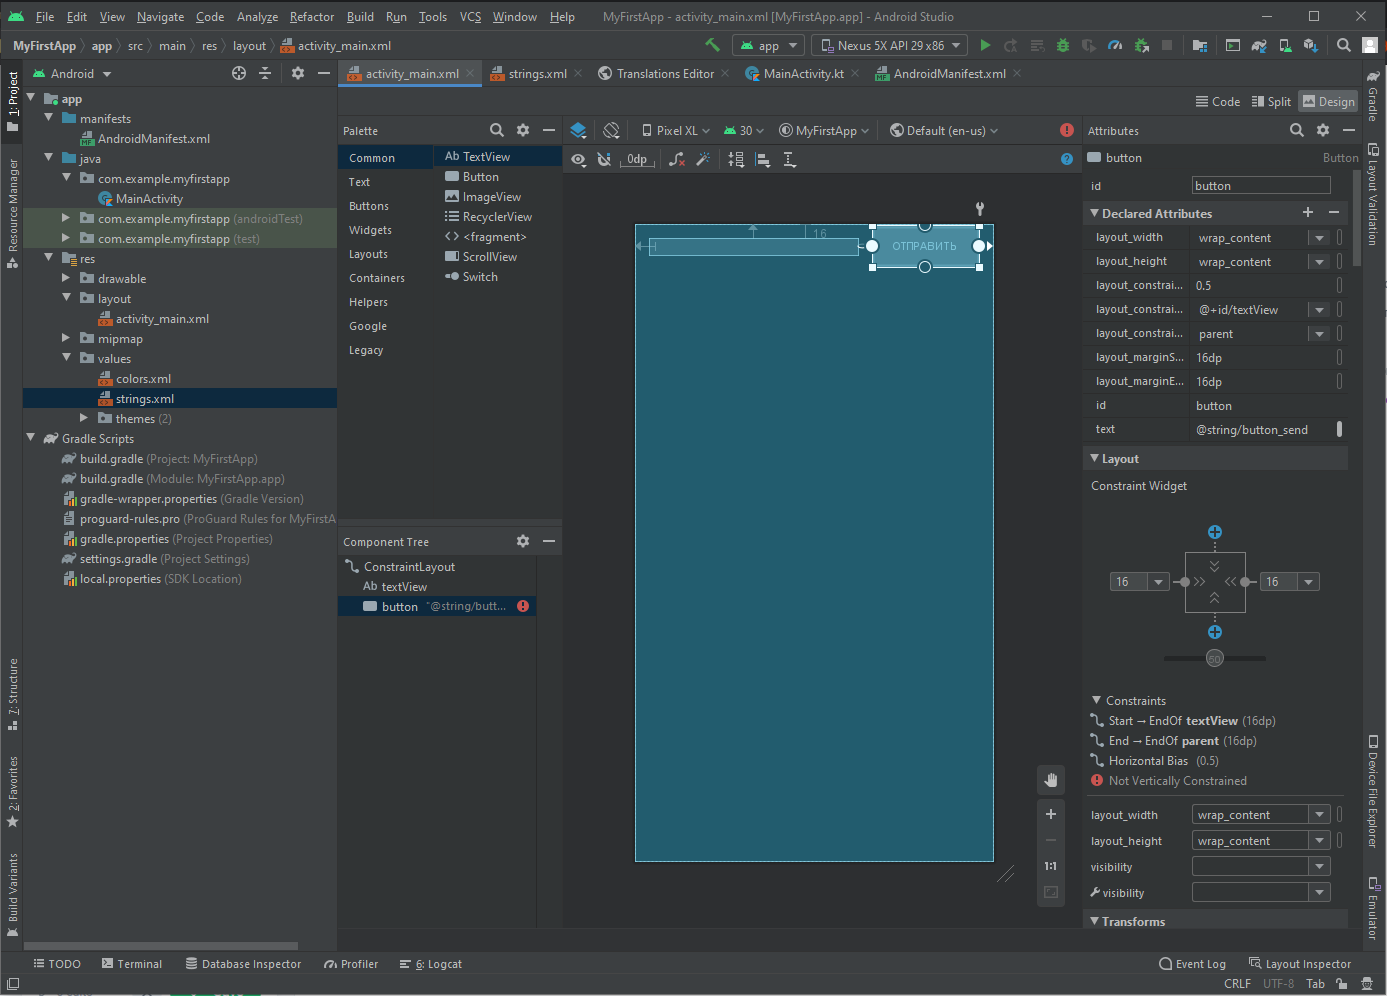 File Edit View Navigate Code Analyze Refactor Build Run Tools VCS Window Help MyFirstApp - activity_main.xml [MyFirstApp.app] - Android Studio
MyFirstApp app src main res layout activity_main.xml app Nexus 5X API 29 x86
Android activity_main.xml strings.xml Translations Editor MainActivity.kt AndroidManifest.xml
Code Split Design
1: Project
Resource Manager
7: Structure
2: Favorites
Build Variants
app
manifests
AndroidManifest.xml
java
com.example.myfirstapp
MainActivity
com.example.myfirstapp (androidTest)
com.example.myfirstapp (test)
res
drawable
layout
activity_main.xml
mipmap
values
colors.xml
strings.xml
themes (2)
Gradle Scripts
build.gradle (Project: MyFirstApp)
build.gradle (Module: MyFirstApp.app)
gradle-wrapper.properties (Gradle Version)
proguard-rules.pro (ProGuard Rules for MyFirstA
gradle.properties (Project Properties)
settings.gradle (Project Settings)
local.properties (SDK Location)
Palette
Common
Text
Buttons
Widgets
Layouts
Containers
Helpers
Google
Legacy
Ab TextView
Button
ImageView
RecyclerView
<fragment>
ScrollView
Switch
Component Tree
ConstraintLayout
Ab textView
button "@string/butt...
Pixel XL 30 MyFirstApp Default (en-us)
0dp
16
ОТПРАВИТЬ
1:1
Attributes
button Button
id button
Declared Attributes
layout_width wrap_content
layout_height wrap_content
layout_constrai... 0.5
layout_constrai... @+id/textView
layout_constrai... parent
layout_marginS... 16dp
layout_marginE... 16dp
id button
text @string/button_send
Layout
Constraint Widget
16 16
50
Constraints
Start → EndOf textView (16dp)
End → EndOf parent (16dp)
Horizontal Bias (0.5)
Not Vertically Constrained
layout_width wrap_content
layout_height wrap_content
visibility
visibility
Transforms
Gradle
Layout Validation
Device File Explorer
Emulator
TODO Terminal Database Inspector Profiler 6: Logcat Event Log Layout Inspector
CRLF UTF-8 Tab